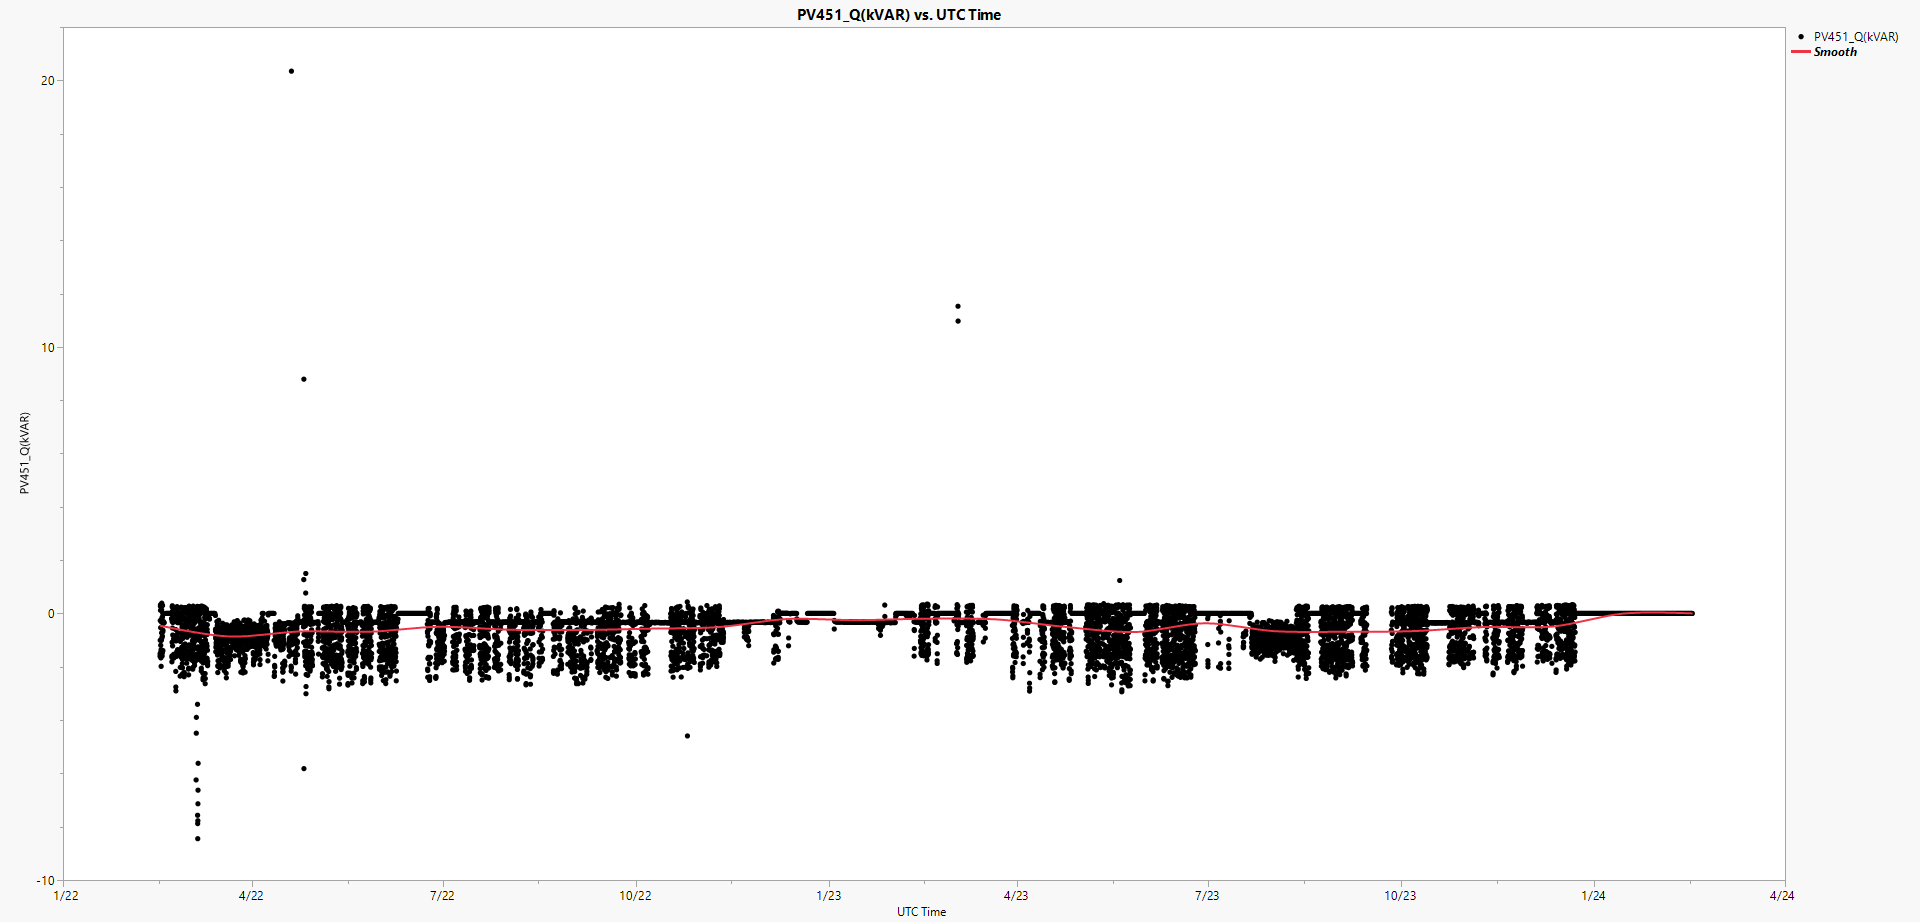 PV451_Q(kVAR) vs. UTC Time
PV451_Q(kVAR)
Smooth
20
10
0
-10
PV451_Q(kVAR)
1/22 4/22 7/22 10/22 1/23 4/23 7/23 10/23 1/24 4/24
UTC Time